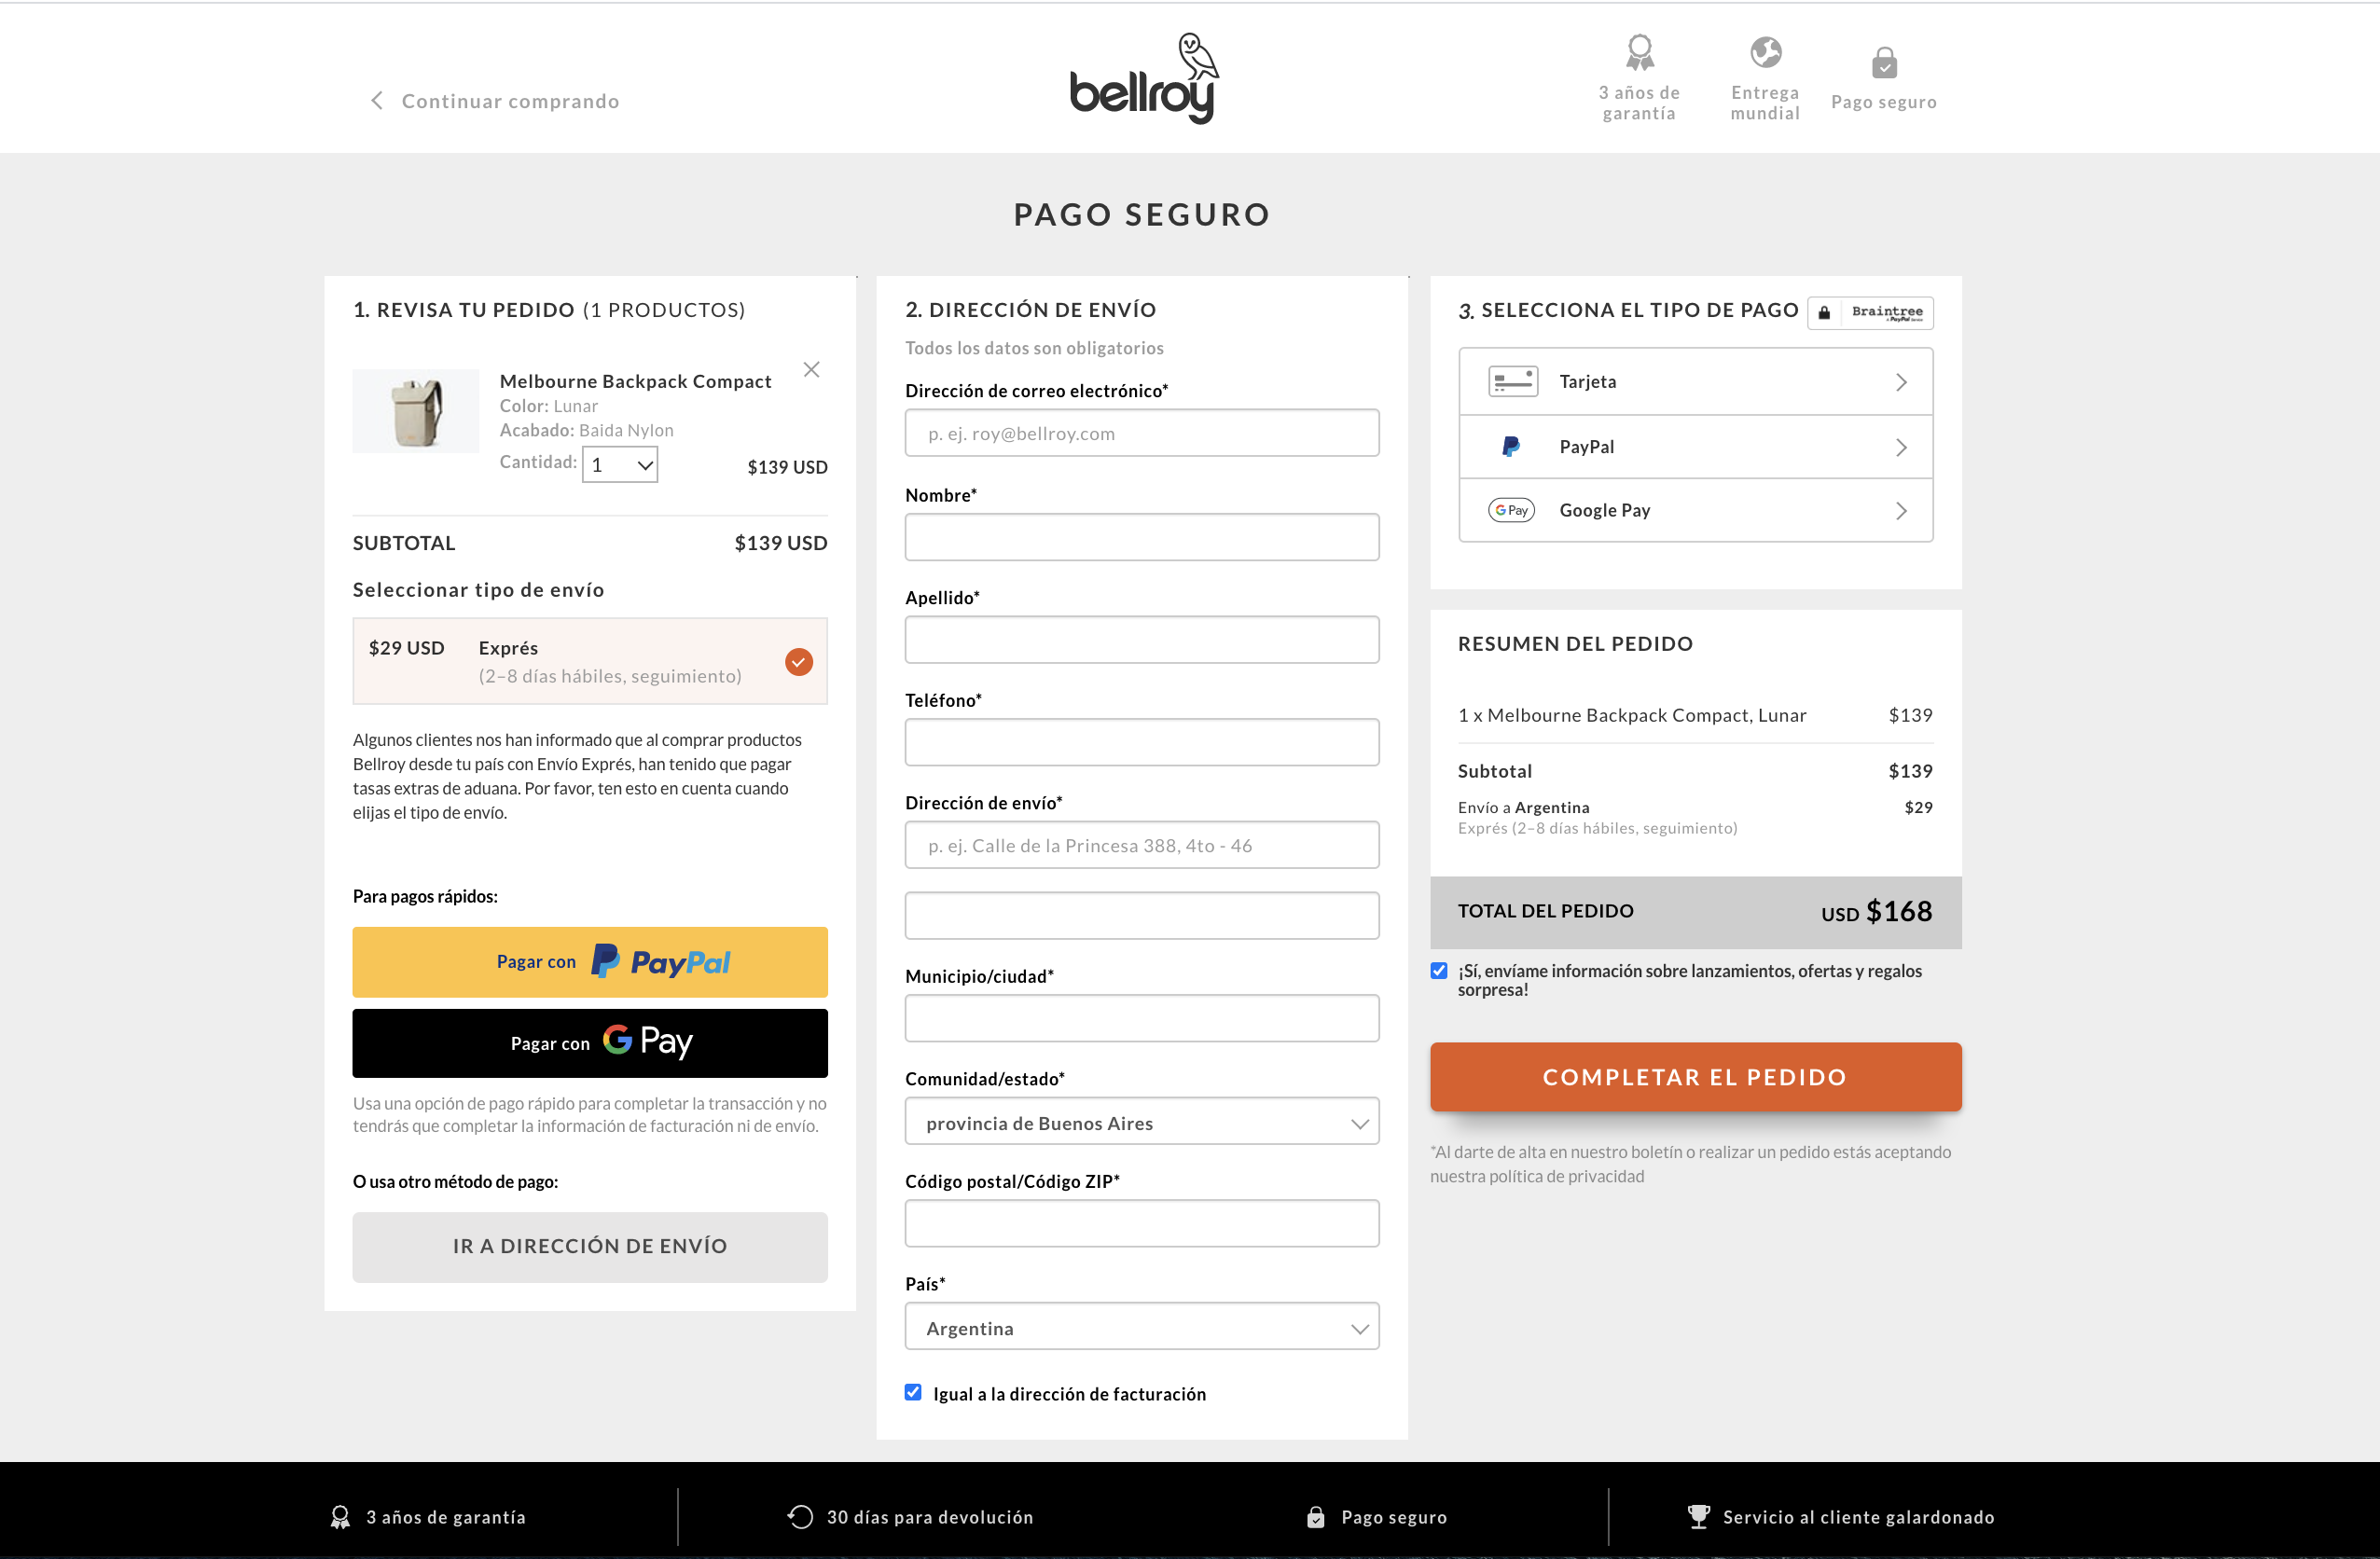 Continuar comprando
bellroy
3 años de
garantía
Entrega
mundial
Pago seguro
PAGO SEGURO
1. REVISA TU PEDIDO (1 PRODUCTOS)
Melbourne Backpack Compact
Color: Lunar
Acabado: Baida Nylon
Cantidad: 1
$139 USD
SUBTOTAL $139 USD
Seleccionar tipo de envío
$29 USD Exprés
(2–8 días hábiles, seguimiento)
Algunos clientes nos han informado que al comprar productos
Bellroy desde tu país con Envío Exprés, han tenido que pagar
tasas extras de aduana. Por favor, ten esto en cuenta cuando
elijas el tipo de envío.
Para pagos rápidos:
Pagar con PayPal
Pagar con G Pay
Usa una opción de pago rápido para completar la transacción y no
tendrás que completar la información de facturación ni de envío.
O usa otro método de pago:
IR A DIRECCIÓN DE ENVÍO
2. DIRECCIÓN DE ENVÍO
Todos los datos son obligatorios
Dirección de correo electrónico*
p. ej. roy@bellroy.com
Nombre*
Apellido*
Teléfono*
Dirección de envío*
p. ej. Calle de la Princesa 388, 4to - 46
Municipio/ciudad*
Comunidad/estado*
provincia de Buenos Aires
Código postal/Código ZIP*
País*
Argentina
Igual a la dirección de facturación
3. SELECCIONA EL TIPO DE PAGO
Braintree
A PayPal Service
Tarjeta
PayPal
G Pay Google Pay
RESUMEN DEL PEDIDO
1 x Melbourne Backpack Compact, Lunar $139
Subtotal $139
Envío a Argentina $29
Exprés (2–8 días hábiles, seguimiento)
TOTAL DEL PEDIDO USD $168
¡Sí, envíame información sobre lanzamientos, ofertas y regalos
sorpresa!
COMPLETAR EL PEDIDO
*Al darte de alta en nuestro boletín o realizar un pedido estás aceptando
nuestra política de privacidad
3 años de garantía
30 días para devolución
Pago seguro
Servicio al cliente galardonado